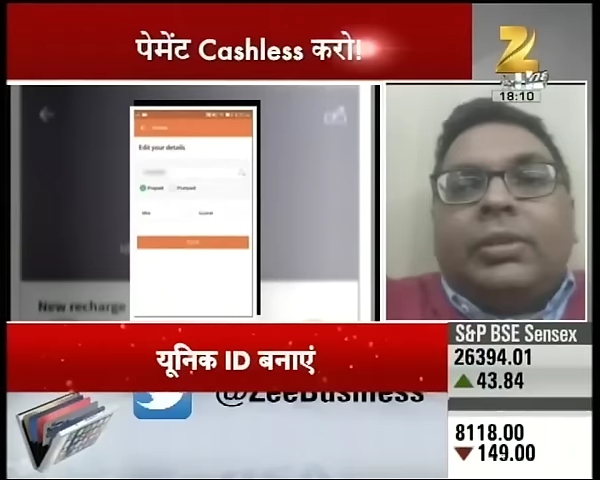 पेमेंट Cashless करो!
18:10
Edit your details
Prepaid
New recharge
S&P BSE Sensex
यूनिक ID बनाएं
26394.01
43.84
@ZeeBusiness
8118.00
149.00